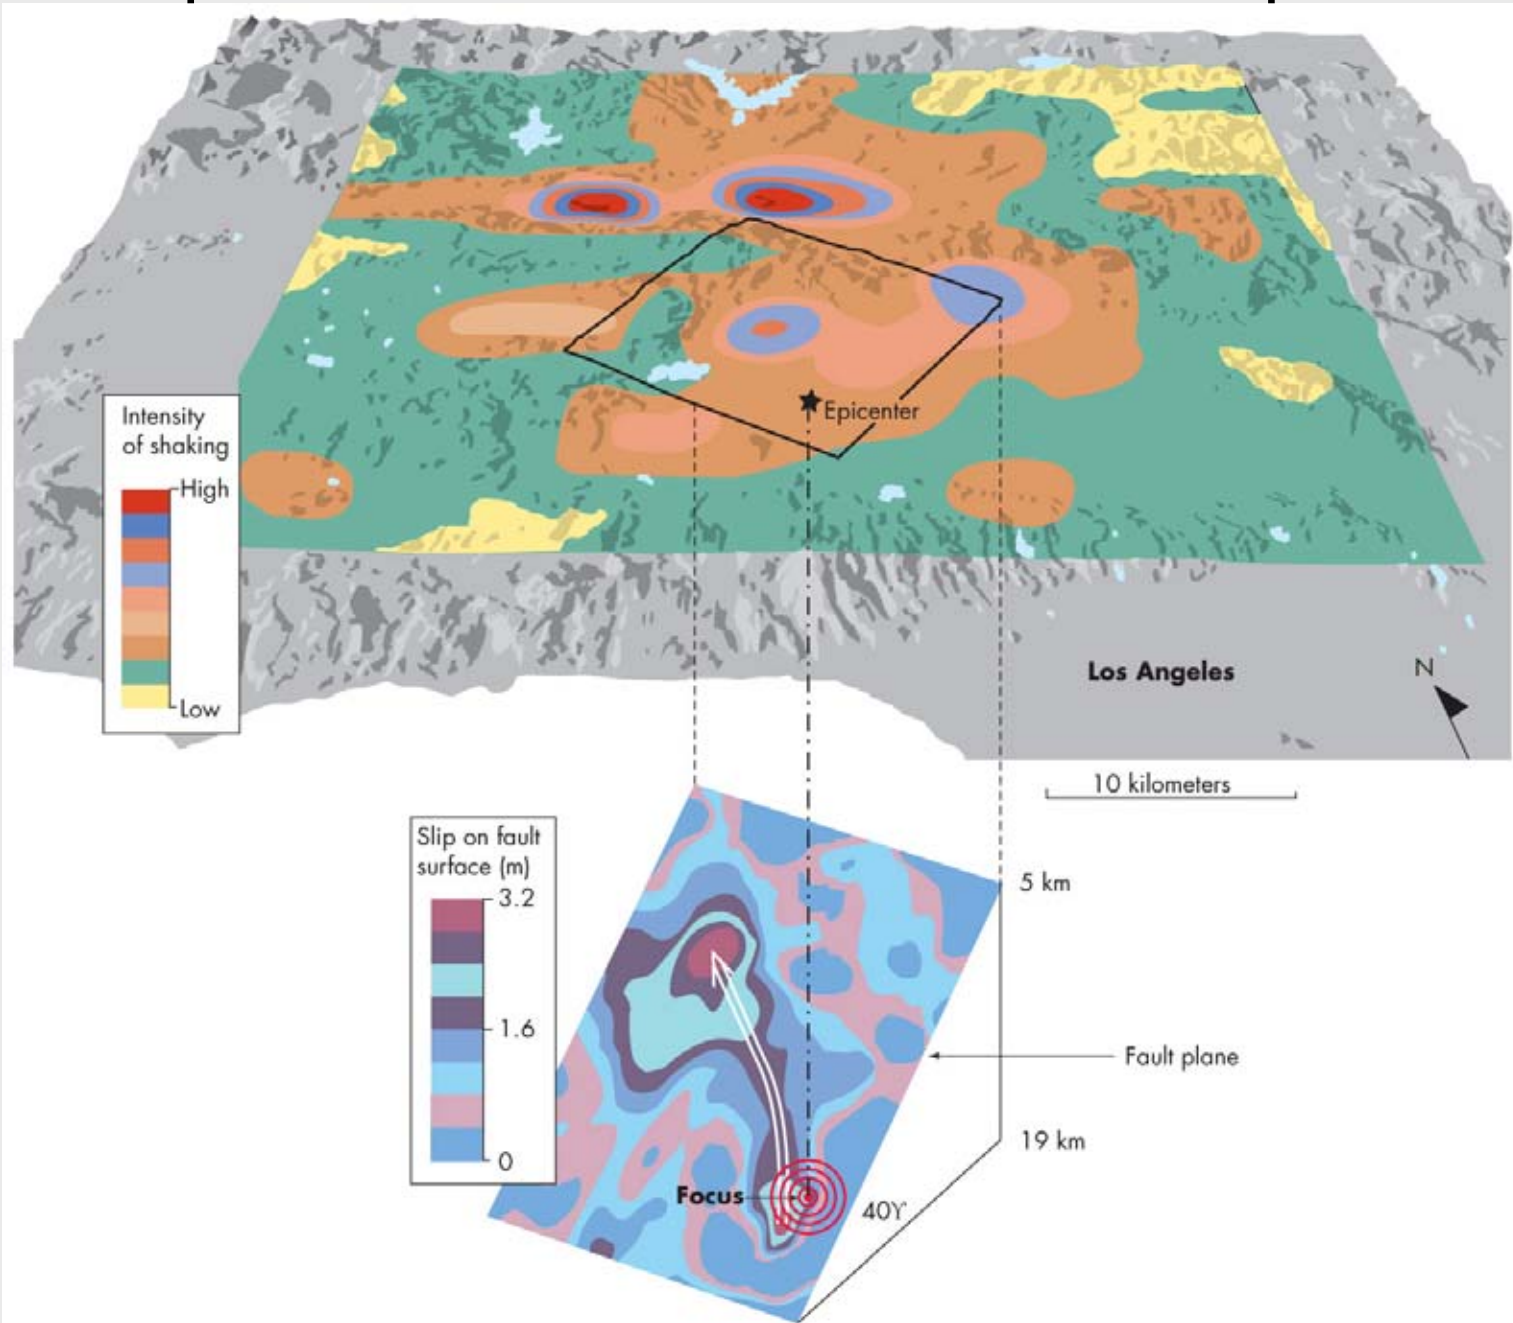 Epicenter
Intensity
of shaking
High
Low
Los Angeles
N
10 kilometers
Slip on fault
surface (m)
3.2
1.6
0
5 km
Fault plane
19 km
Focus
40ϒ